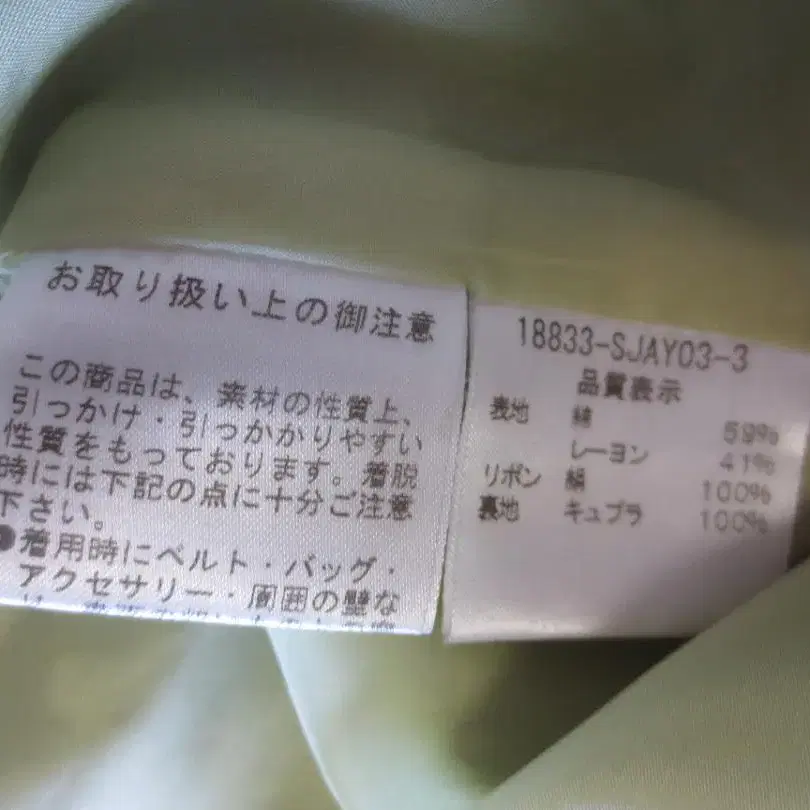 お取り扱い上の御注意
この商品は、素材の性質上、
引っかけ・引っかかりやすい
性質をもっております。着脱
時には下記の点に十分ご注意
下さい。
●着用時にベルト・バッグ・
アクセサリー・周囲の壁な
18833-SJAY03-3
品質表示
表地 綿 59%
レーヨン 41%
リボン 絹 100%
裏地 キュプラ 100%